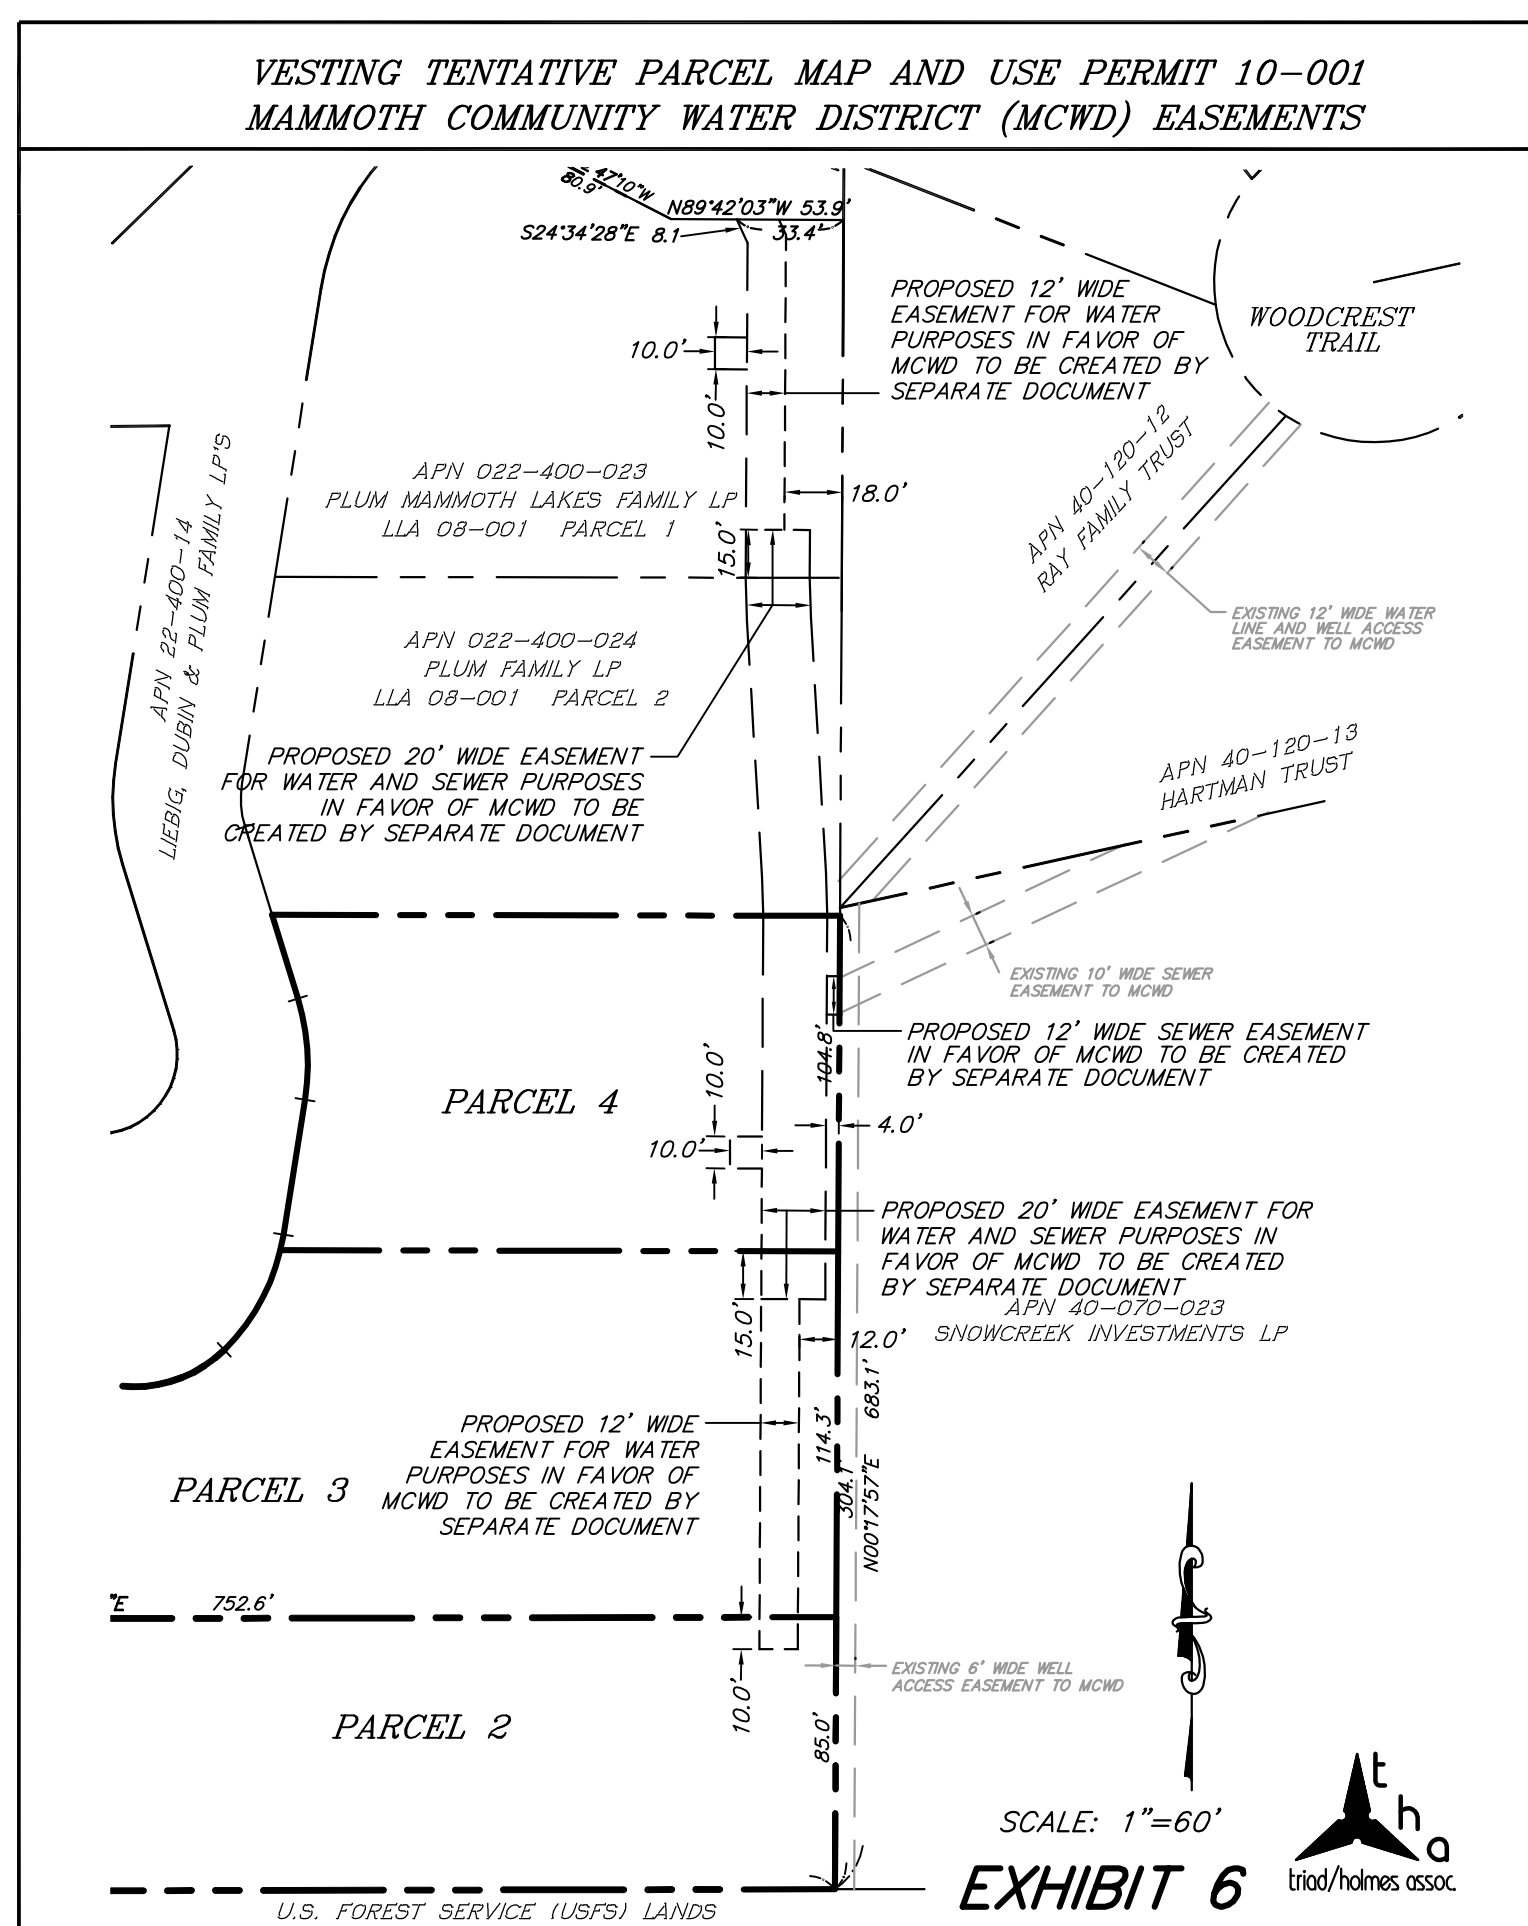 VESTING TENTATIVE PARCEL MAP AND USE PERMIT 10-001
MAMMOTH COMMUNITY WATER DISTRICT (MCWD) EASEMENTS
47'10"W
80.9'
N89°42'03"W 53.9'
S24°34'28"E 8.1
33.4'
PROPOSED 12' WIDE
EASEMENT FOR WATER
PURPOSES IN FAVOR OF
MCWD TO BE CREATED BY
SEPARATE DOCUMENT
WOODCREST
TRAIL
10.0'
10.0'
APN 022-400-023
PLUM MAMMOTH LAKES FAMILY LP
LLA 08-001 PARCEL 1
18.0'
15.0'
APN 40-120-12
RAY FAMILY TRUST
APN 22-400-14
LIEBIG, DUBIN & PLUM FAMILY LP'S
EXISTING 12' WIDE WATER
LINE AND WELL ACCESS
EASEMENT TO MCWD
APN 022-400-024
PLUM FAMILY LP
LLA 08-001 PARCEL 2
PROPOSED 20' WIDE EASEMENT
FOR WATER AND SEWER PURPOSES
IN FAVOR OF MCWD TO BE
CREATED BY SEPARATE DOCUMENT
APN 40-120-13
HARTMAN TRUST
EXISTING 10' WIDE SEWER
EASEMENT TO MCWD
PROPOSED 12' WIDE SEWER EASEMENT
IN FAVOR OF MCWD TO BE CREATED
BY SEPARATE DOCUMENT
104.8'
PARCEL 4
10.0'
10.0'
4.0'
PROPOSED 20' WIDE EASEMENT FOR
WATER AND SEWER PURPOSES IN
FAVOR OF MCWD TO BE CREATED
BY SEPARATE DOCUMENT
APN 40-070-023
SNOWCREEK INVESTMENTS LP
15.0'
12.0'
683.1'
N00°17'57"E
114.3'
304.1'
PROPOSED 12' WIDE
EASEMENT FOR WATER
PURPOSES IN FAVOR OF
MCWD TO BE CREATED BY
SEPARATE DOCUMENT
PARCEL 3
"E 752.6'
EXISTING 6' WIDE WELL
ACCESS EASEMENT TO MCWD
10.0'
85.0'
PARCEL 2
SCALE: 1"=60'
EXHIBIT 6
t
h
a
triad/holmes assoc.
U.S. FOREST SERVICE (USFS) LANDS